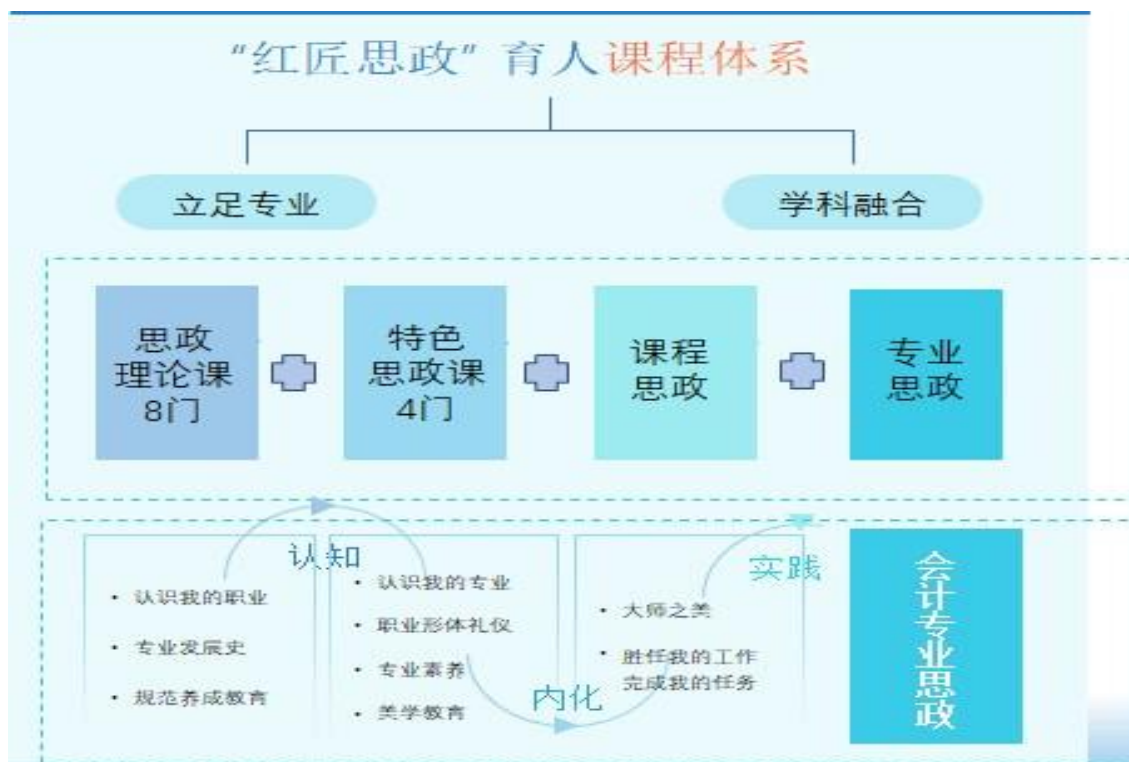 “红匠思政”育人课程体系
立足专业
学科融合
思政
理论课
8门
特色
思政课
4门
课程
思政
专业
思政
认知
• 认识我的职业
• 专业发展史
• 规范养成教育
• 认识我的专业
• 职业形体礼仪
• 专业素养
• 美学教育
内化
• 大师之美
• 胜任我的工作
完成我的任务
实践
会计专业思政